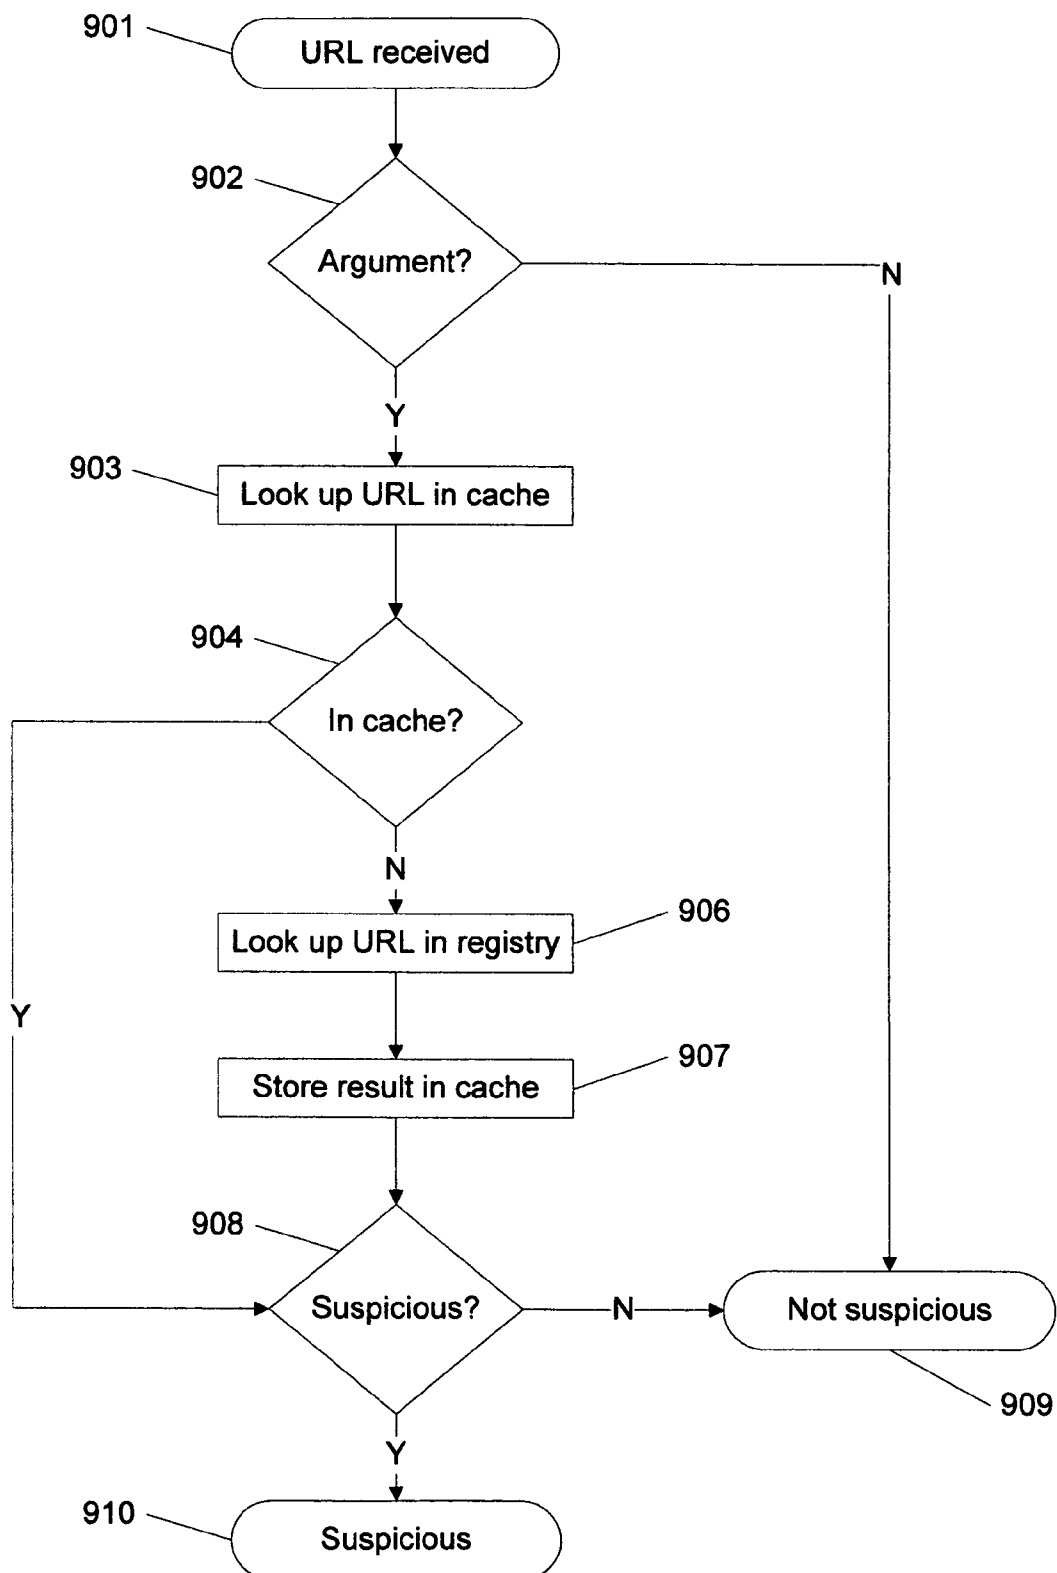 901
URL received
902
Argument?
N
Y
903
Look up URL in cache
904
In cache?
N
906
Look up URL in registry
Y
907
Store result in cache
908
Suspicious?
N
Not suspicious
909
Y
910
Suspicious